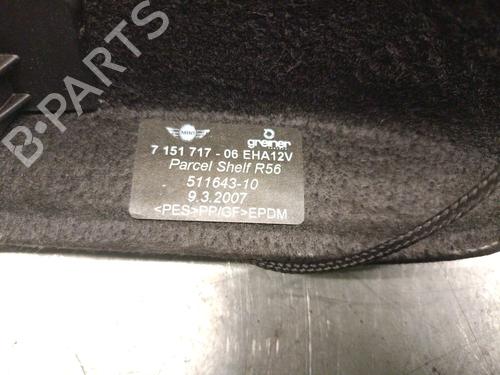 B-PARTS
MINI greiner
7 151 717 - 06 EHA12V
Parcel Shelf R56
511643-10
9.3.2007
<PES>PP/GF>EPDM